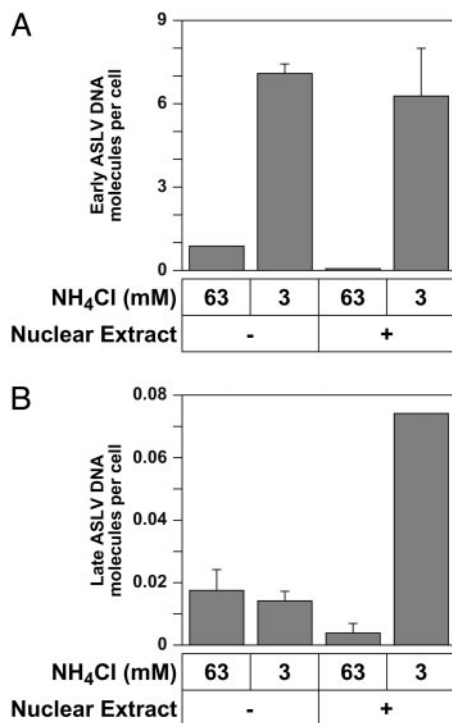 A
Early ASLV DNA
molecules per cell
9
6
3
0
NH₄Cl (mM) 63 3 63 3
Nuclear Extract - +
B
Late ASLV DNA
molecules per cell
0.08
0.06
0.04
0.02
0
NH₄Cl (mM) 63 3 63 3
Nuclear Extract - +